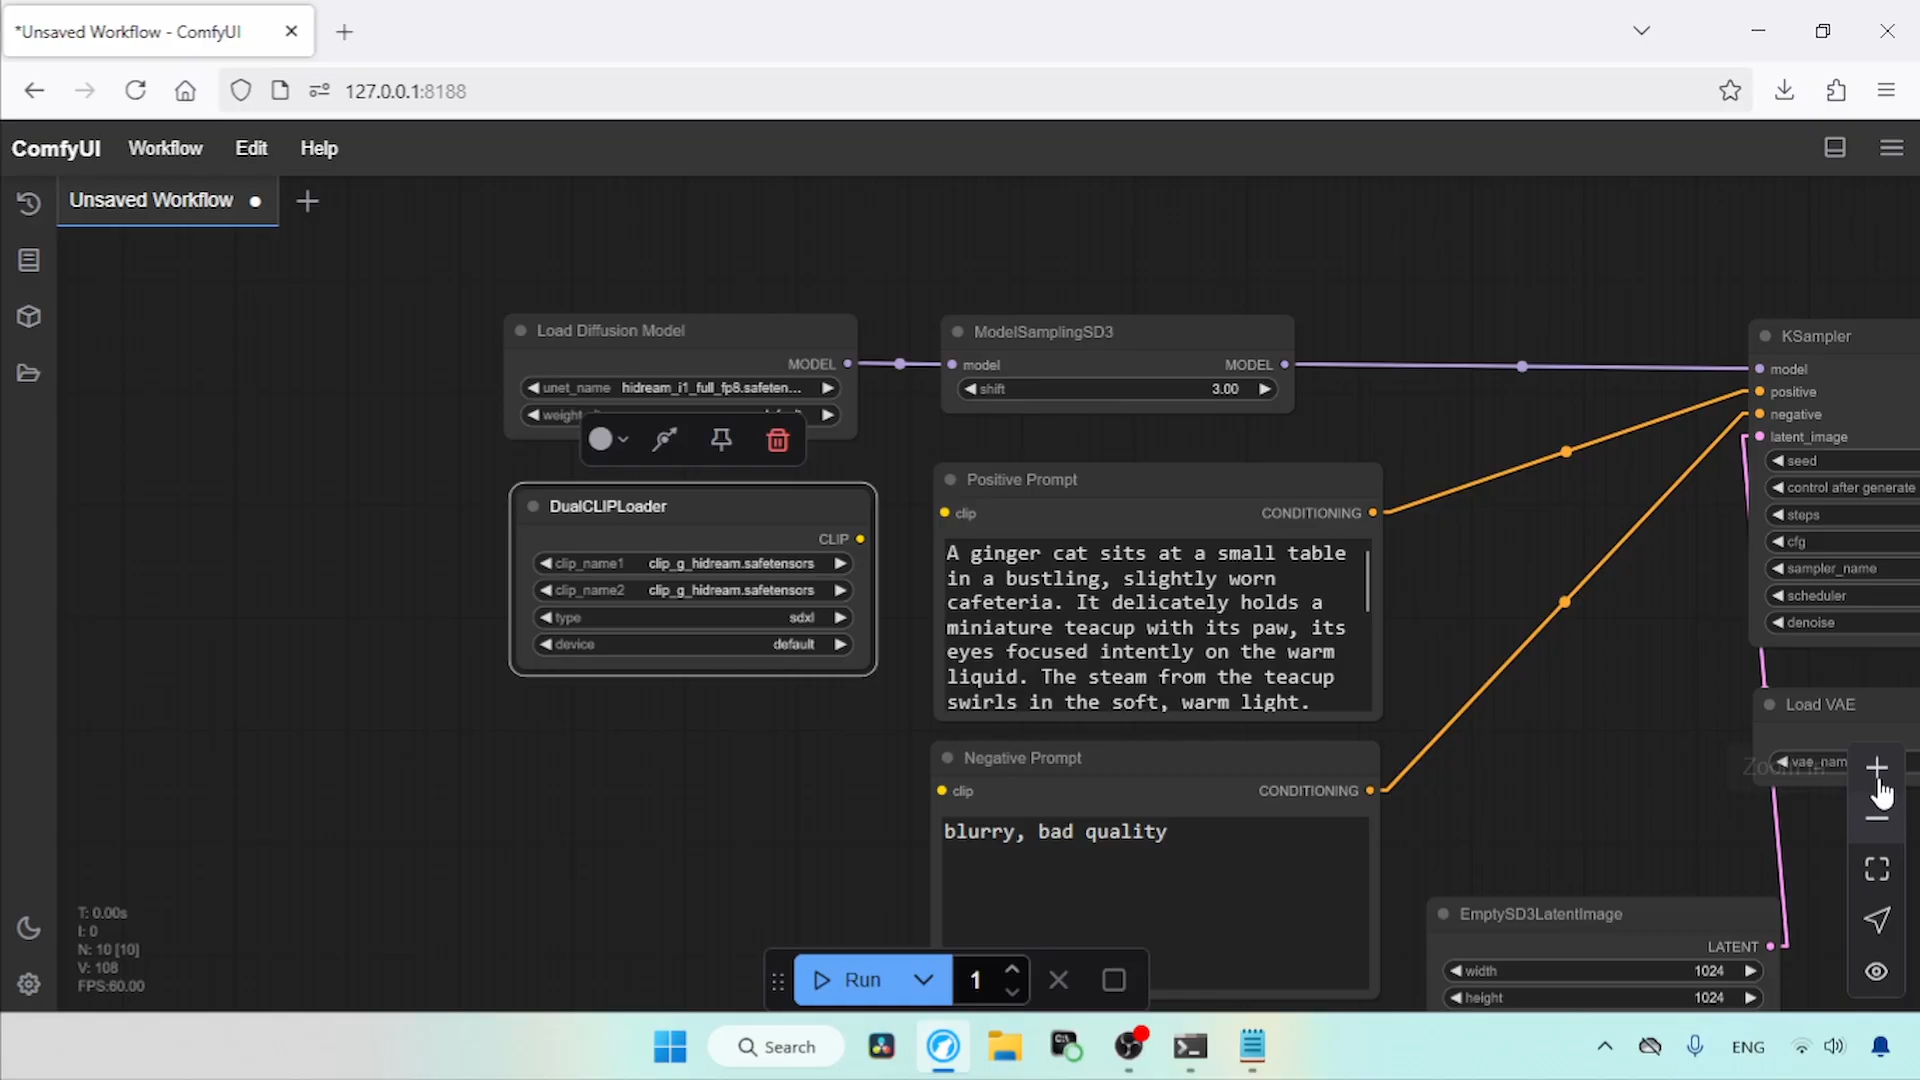 *Unsaved Workflow - ComfyUI
127.0.0.1:8188
ComfyUI Workflow Edit Help
Unsaved Workflow
Load Diffusion Model
MODEL
unet_name hidream_i1_full_fp8.safeten...
ModelSamplingSD3
model MODEL
shift 3.00
KSampler
model
positive
negative
latent_image
seed
control after generate
steps
cfg
sampler_name
scheduler
denoise
DualCLIPLoader
CLIP
clip_name1 clip_g_hidream.safetensors
clip_name2 clip_g_hidream.safetensors
type sdxl
device default
Positive Prompt
clip CONDITIONING
A ginger cat sits at a small table
in a bustling, slightly worn
cafeteria. It delicately holds a
miniature teacup with its paw, its
eyes focused intently on the warm
liquid. The steam from the teacup
swirls in the soft, warm light.
Negative Prompt
clip CONDITIONING
blurry, bad quality
Load VAE
EmptySD3LatentImage
LATENT
width 1024
height 1024
T: 0.00s
I: 0
N: 10 [10]
V: 108
FPS:60.00
Run 1
Search
ENG